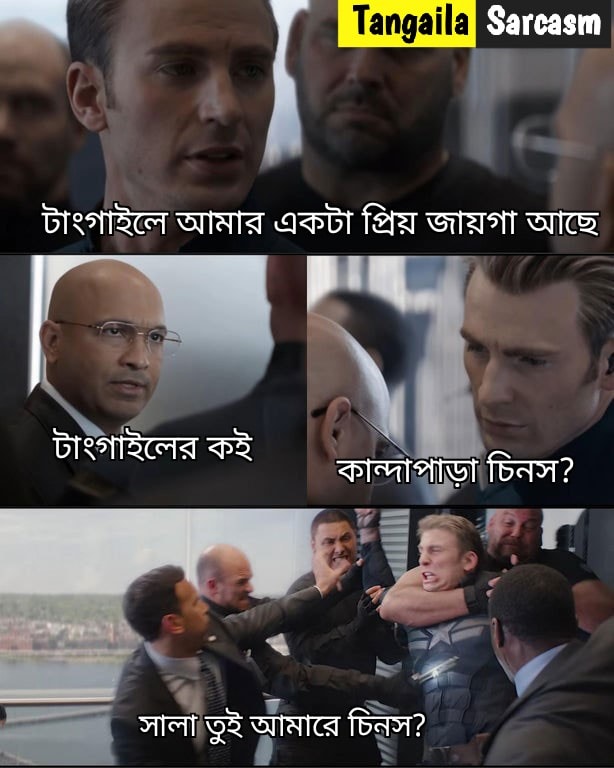 Tangaila Sarcasm
টাংগাইলে আমার একটা প্রিয় জায়গা আছে
টাংগাইলের কই
কান্দাপাড়া চিনস?
সালা তুই আমারে চিনস?